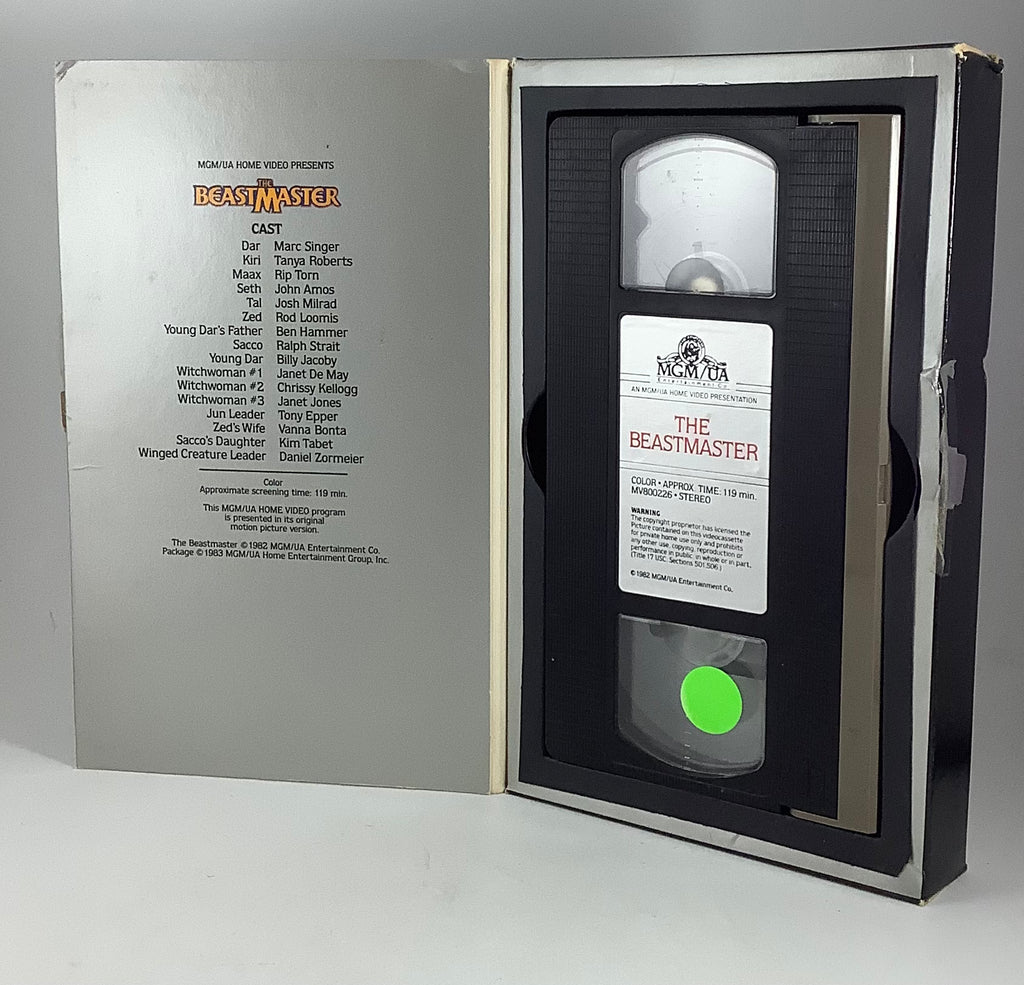 MGM/UA HOME VIDEO PRESENTS
THE
BEASTMASTER
CAST
Dar Marc Singer
Kiri Tanya Roberts
Maax Rip Torn
Seth John Amos
Tal Josh Milrad
Zed Rod Loomis
Young Dar's Father Ben Hammer
Sacco Ralph Strait
Young Dar Billy Jacoby
Witchwoman #1 Janet De May
Witchwoman #2 Chrissy Kellogg
Witchwoman #3 Janet Jones
Jun Leader Tony Epper
Zed's Wife Vanna Bonta
Sacco's Daughter Kim Tabet
Winged Creature Leader Daniel Zormeier
Color
Approximate screening time: 119 min.
This MGM/UA HOME VIDEO program
is presented in its original
motion picture version.
The Beastmaster ©1982 MGM/UA Entertainment Co.
Package ©1983 MGM/UA Home Entertainment Group, Inc.
MGM/UA
Entertainment Co.
AN MGM/UA HOME VIDEO PRESENTATION
THE
BEASTMASTER
COLOR • APPROX. TIME: 119 min.
MV800226 • STEREO
WARNING
The copyright proprietor has licensed the
Picture contained on this videocassette
for private home use only and prohibits
any other use, copying, reproduction or
performance in public, in whole or in part.
(Title 17 USC. Sections 501.506.)
© 1982 MGM/UA Entertainment Co.